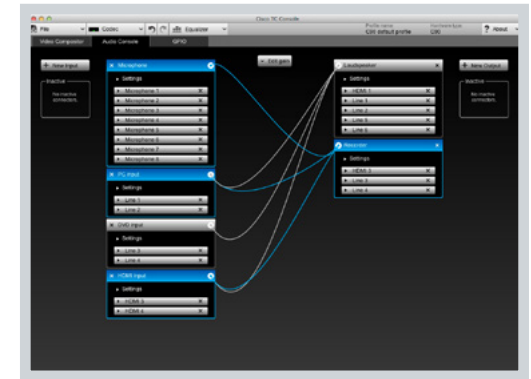 Cisco TC Console
File
Codec
Equalizer
Profile name
C90 default profile
Hardware type
C90
? About
Video Compositor
Audio Console
GPIO
+ New Input
Inactive
No inactive connectors.
Microphone
Settings
Microphone 1
Microphone 2
Microphone 3
Microphone 4
Microphone 5
Microphone 6
Microphone 7
Microphone 8
PC input
Settings
Line 1
Line 2
DVD input
Settings
Line 3
Line 4
HDMI input
Settings
HDMI 3
HDMI 4
Edit gain
Loudspeaker
Settings
HDMI 1
Line 1
Line 2
Line 5
Line 6
Recorder
Settings
HDMI 3
Line 3
Line 4
+ New Output
Inactive
No inactive connectors.